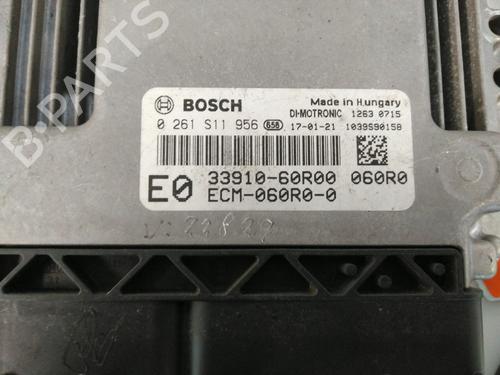 B-PARTS
BOSCH
Made in Hungary
DI-MOTRONIC 1263 0715
0 261 S11 956 G58 17-01-21 1039S90158
E0 33910-60R00 060R0
ECM-060R0-0